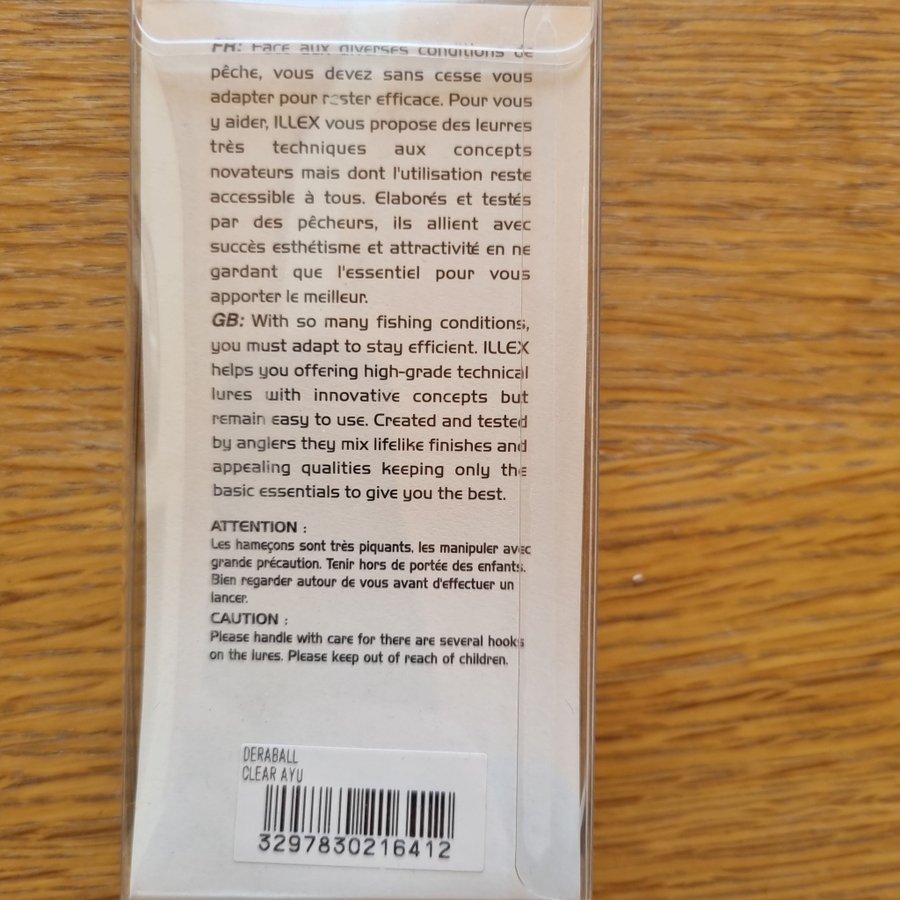 FR: Face aux diverses conditions de
pêche, vous devez sans cesse vous
adapter pour rester efficace. Pour vous
y aider, ILLEX vous propose des leurres
très techniques aux concepts
novateurs mais dont l'utilisation reste
accessible à tous. Elaborés et testés
par des pêcheurs, ils allient avec
succès esthétisme et attractivité en ne
gardant que l'essentiel pour vous
apporter le meilleur.
GB: With so many fishing conditions,
you must adapt to stay efficient. ILLEX
helps you offering high-grade technical
lures with innovative concepts but
remain easy to use. Created and tested
by anglers they mix lifelike finishes and
appealing qualities keeping only the
basic essentials to give you the best.
ATTENTION :
Les hameçons sont très piquants, les manipuler avec
grande précaution. Tenir hors de portée des enfants.
Bien regarder autour de vous avant d'effectuer un
lancer.
CAUTION :
Please handle with care for there are several hooks
on the lures. Please keep out of reach of children.
DERABALL
CLEAR AYU
3297830216412